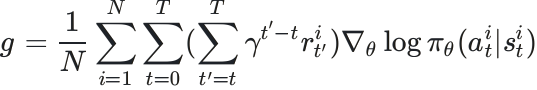 g = \frac{1}{N} \sum_{i=1}^{N} \sum_{t=0}^{T} ( \sum_{t'=t}^{T} \gamma^{t'-t} r_{t'}^{i} ) \nabla_\theta \log \pi_\theta (a_t^i | s_t^i)